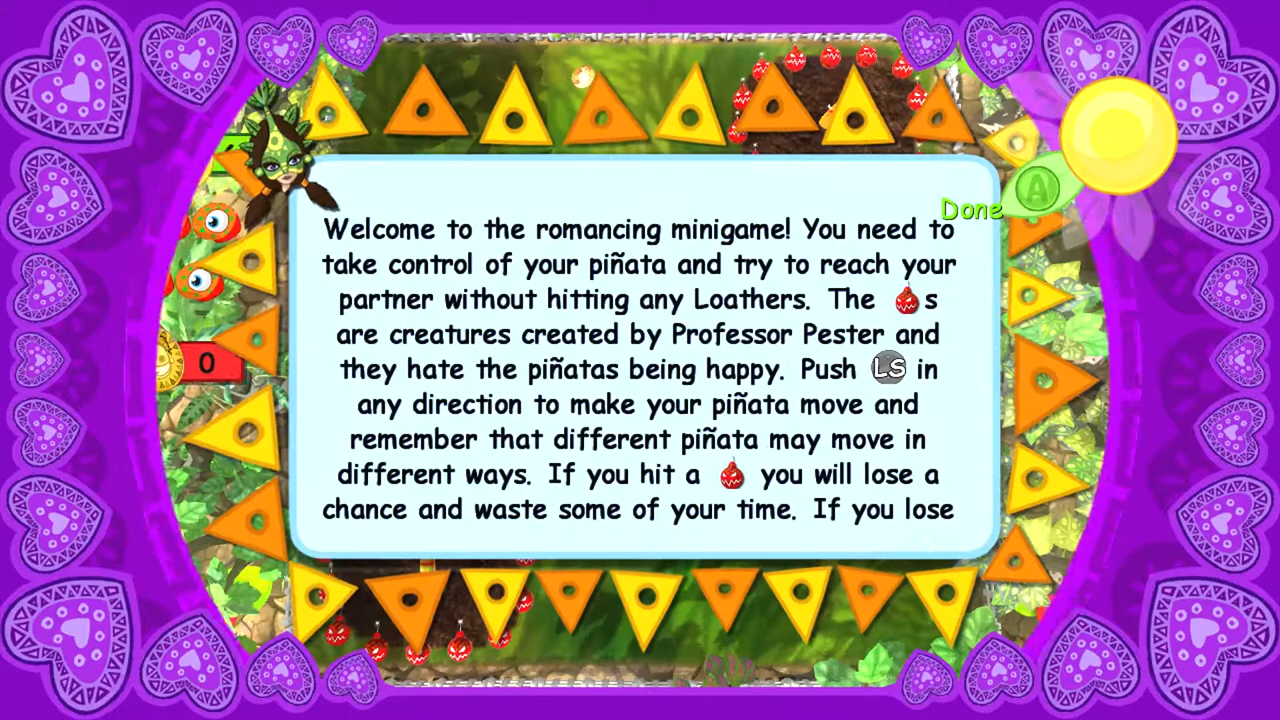 Done
Welcome to the romancing minigame! You need to
take control of your piñata and try to reach your
partner without hitting any Loathers. The s
are creatures created by Professor Pester and
they hate the piñatas being happy. Push LS in
any direction to make your piñata move and
remember that different piñata may move in
different ways. If you hit a you will lose a
chance and waste some of your time. If you lose
A
0